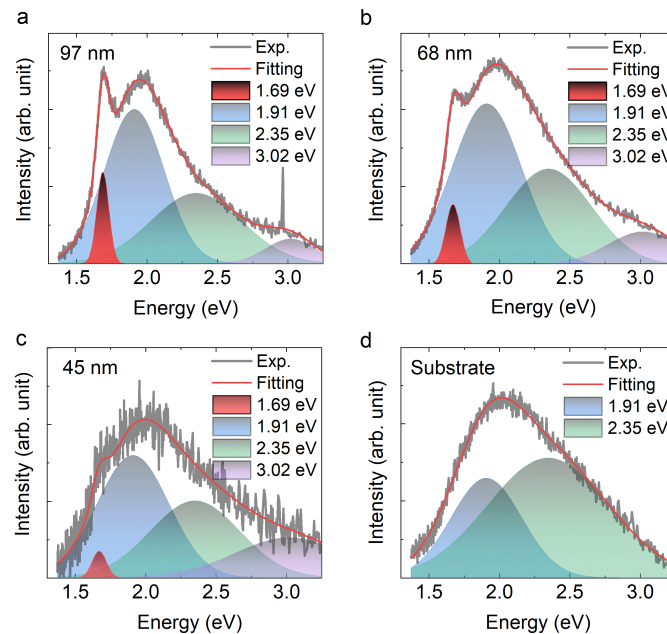 a
97 nm
Exp.
Fitting
1.69 eV
1.91 eV
2.35 eV
3.02 eV
Intensity (arb. unit)
1.5 2.0 2.5 3.0
Energy (eV)
b
68 nm
Exp.
Fitting
1.69 eV
1.91 eV
2.35 eV
3.02 eV
Intensity (arb. unit)
1.5 2.0 2.5 3.0
Energy (eV)
c
45 nm
Exp.
Fitting
1.69 eV
1.91 eV
2.35 eV
3.02 eV
Intensity (arb. unit)
1.5 2.0 2.5 3.0
Energy (eV)
d
Substrate
Exp.
Fitting
1.91 eV
2.35 eV
Intensity (arb. unit)
1.5 2.0 2.5 3.0
Energy (eV)